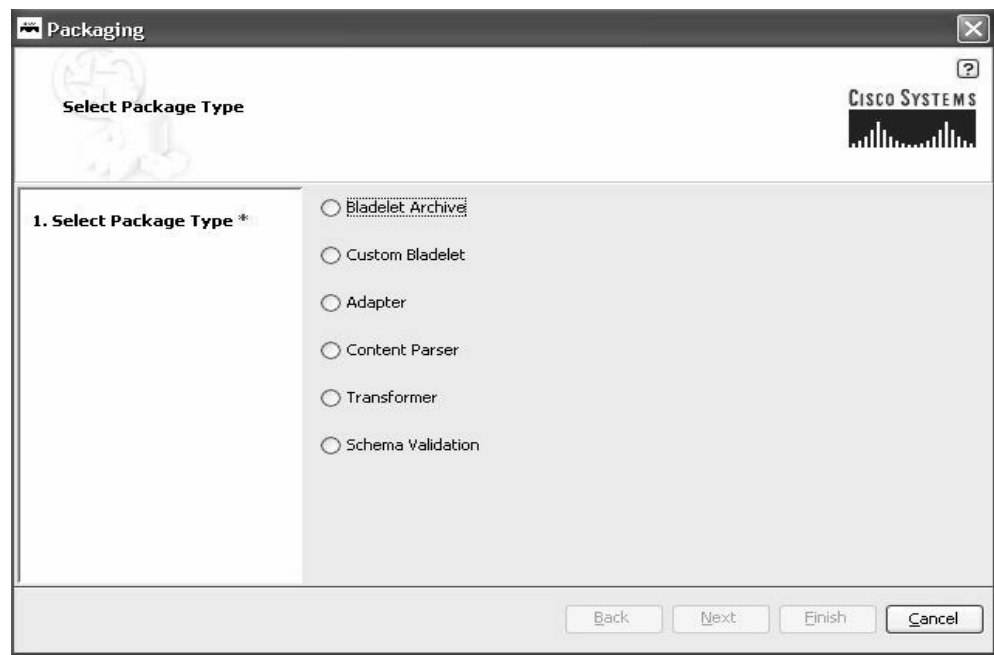 Packaging
?
Select Package Type
CISCO SYSTEMS
1. Select Package Type *
Bladelet Archive
Custom Bladelet
Adapter
Content Parser
Transformer
Schema Validation
Back Next Finish Cancel